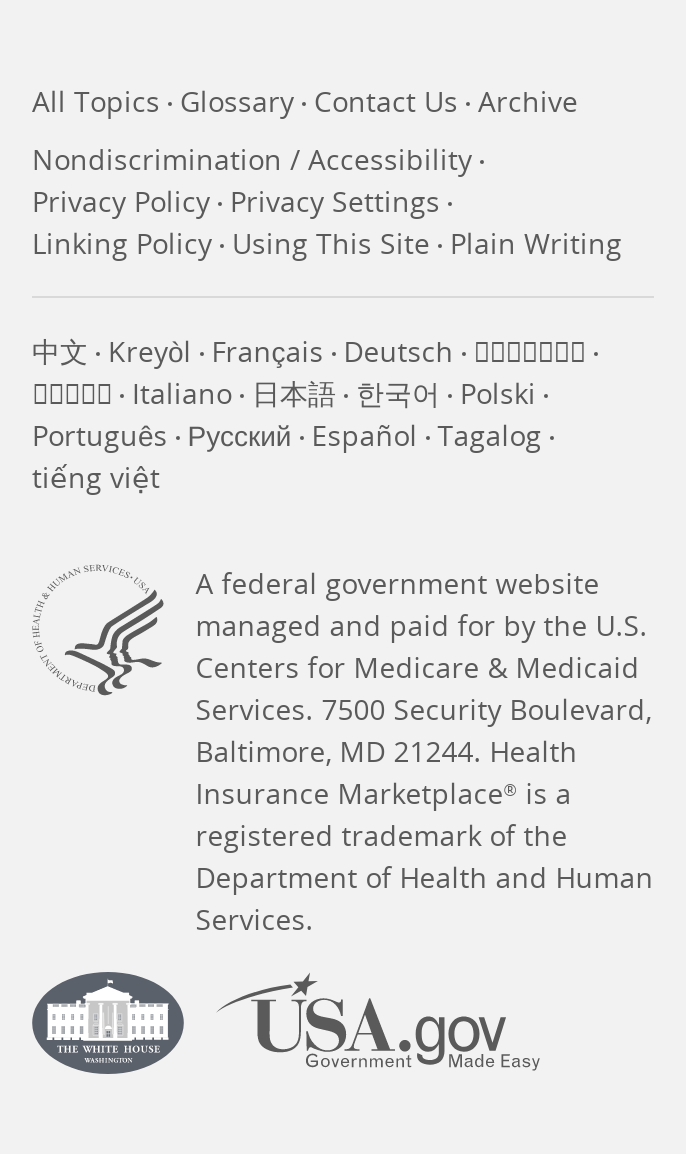 All Topics · Glossary · Contact Us · Archive
Nondiscrimination / Accessibility ·
Privacy Policy · Privacy Settings ·
Linking Policy · Using This Site · Plain Writing
中文 · Kreyòl · Français · Deutsch ·
· Italiano · 日本語 · 한국어 · Polski ·
Português · Русский · Español · Tagalog ·
tiếng việt
DEPARTMENT OF HEALTH & HUMAN SERVICES · USA
A federal government website
managed and paid for by the U.S.
Centers for Medicare & Medicaid
Services. 7500 Security Boulevard,
Baltimore, MD 21244. Health
Insurance Marketplace® is a
registered trademark of the
Department of Health and Human
Services.
THE WHITE HOUSE
WASHINGTON
USA.gov
Government Made Easy